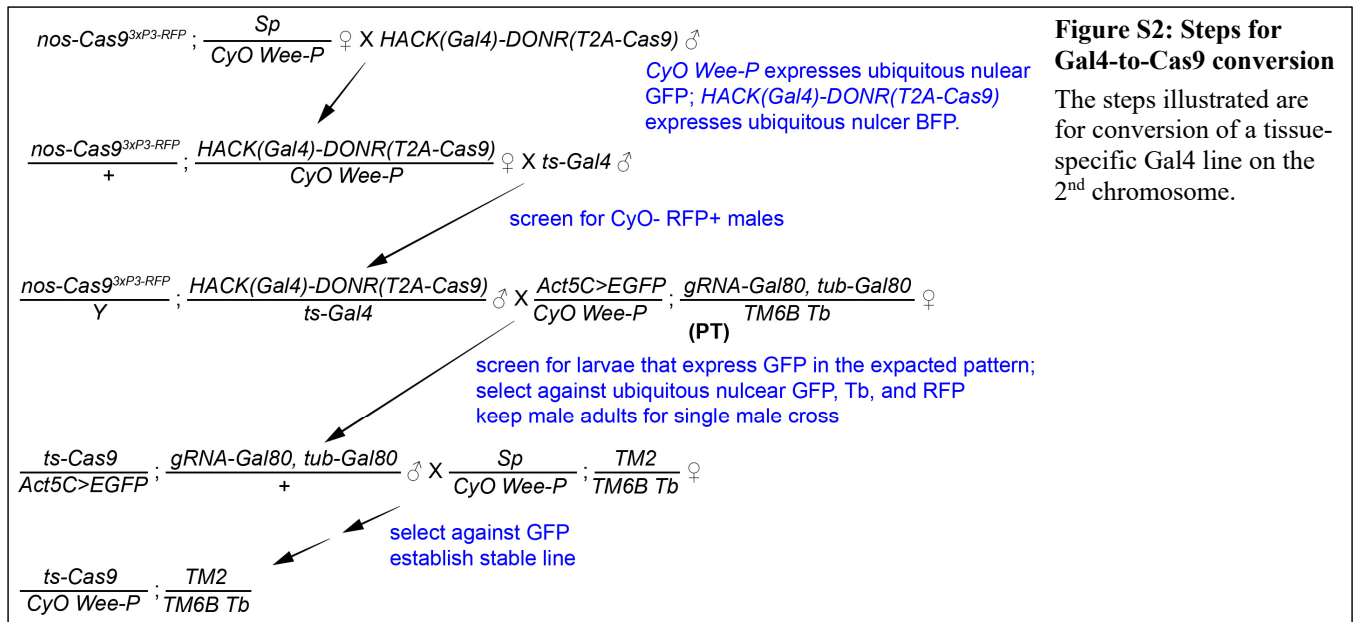 nos-Cas9^3xP3-RFP ; Sp / CyO Wee-P ♀ X HACK(Gal4)-DONR(T2A-Cas9) ♂
CyO Wee-P expresses ubiquitous nulear
GFP; HACK(Gal4)-DONR(T2A-Cas9)
expresses ubiquitous nulcer BFP.
nos-Cas9^3xP3-RFP / + ; HACK(Gal4)-DONR(T2A-Cas9) / CyO Wee-P ♀ X ts-Gal4 ♂
screen for CyO- RFP+ males
nos-Cas9^3xP3-RFP / Y ; HACK(Gal4)-DONR(T2A-Cas9) / ts-Gal4 ♂ X Act5C>EGFP / CyO Wee-P ; gRNA-Gal80, tub-Gal80 / TM6B Tb ♀
(PT)
screen for larvae that express GFP in the expacted pattern;
select against ubiquitous nulcear GFP, Tb, and RFP
keep male adults for single male cross
ts-Cas9 / Act5C>EGFP ; gRNA-Gal80, tub-Gal80 / + ♂ X Sp / CyO Wee-P ; TM2 / TM6B Tb ♀
select against GFP
establish stable line
ts-Cas9 / CyO Wee-P ; TM2 / TM6B Tb
Figure S2: Steps for
Gal4-to-Cas9 conversion
The steps illustrated are
for conversion of a tissue-
specific Gal4 line on the
2nd chromosome.